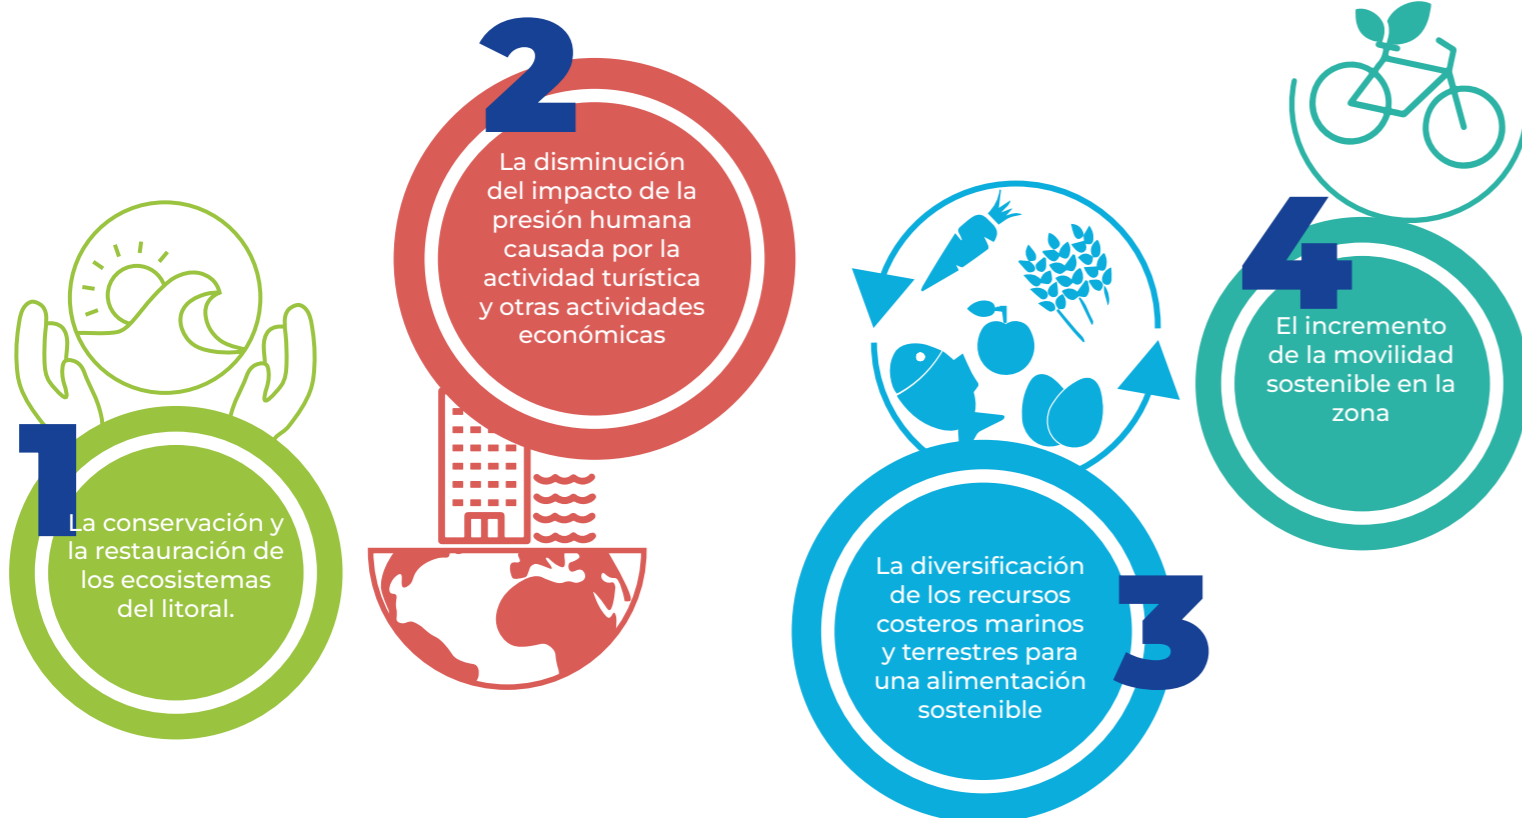 1
La conservación y
la restauración de
los ecosistemas
del litoral.
2
La disminución
del impacto de la
presión humana
causada por la
actividad turística
y otras actividades
económicas
3
La diversificación
de los recursos
costeros marinos
y terrestres para
una alimentación
sostenible
4
El incremento
de la movilidad
sostenible en la
zona